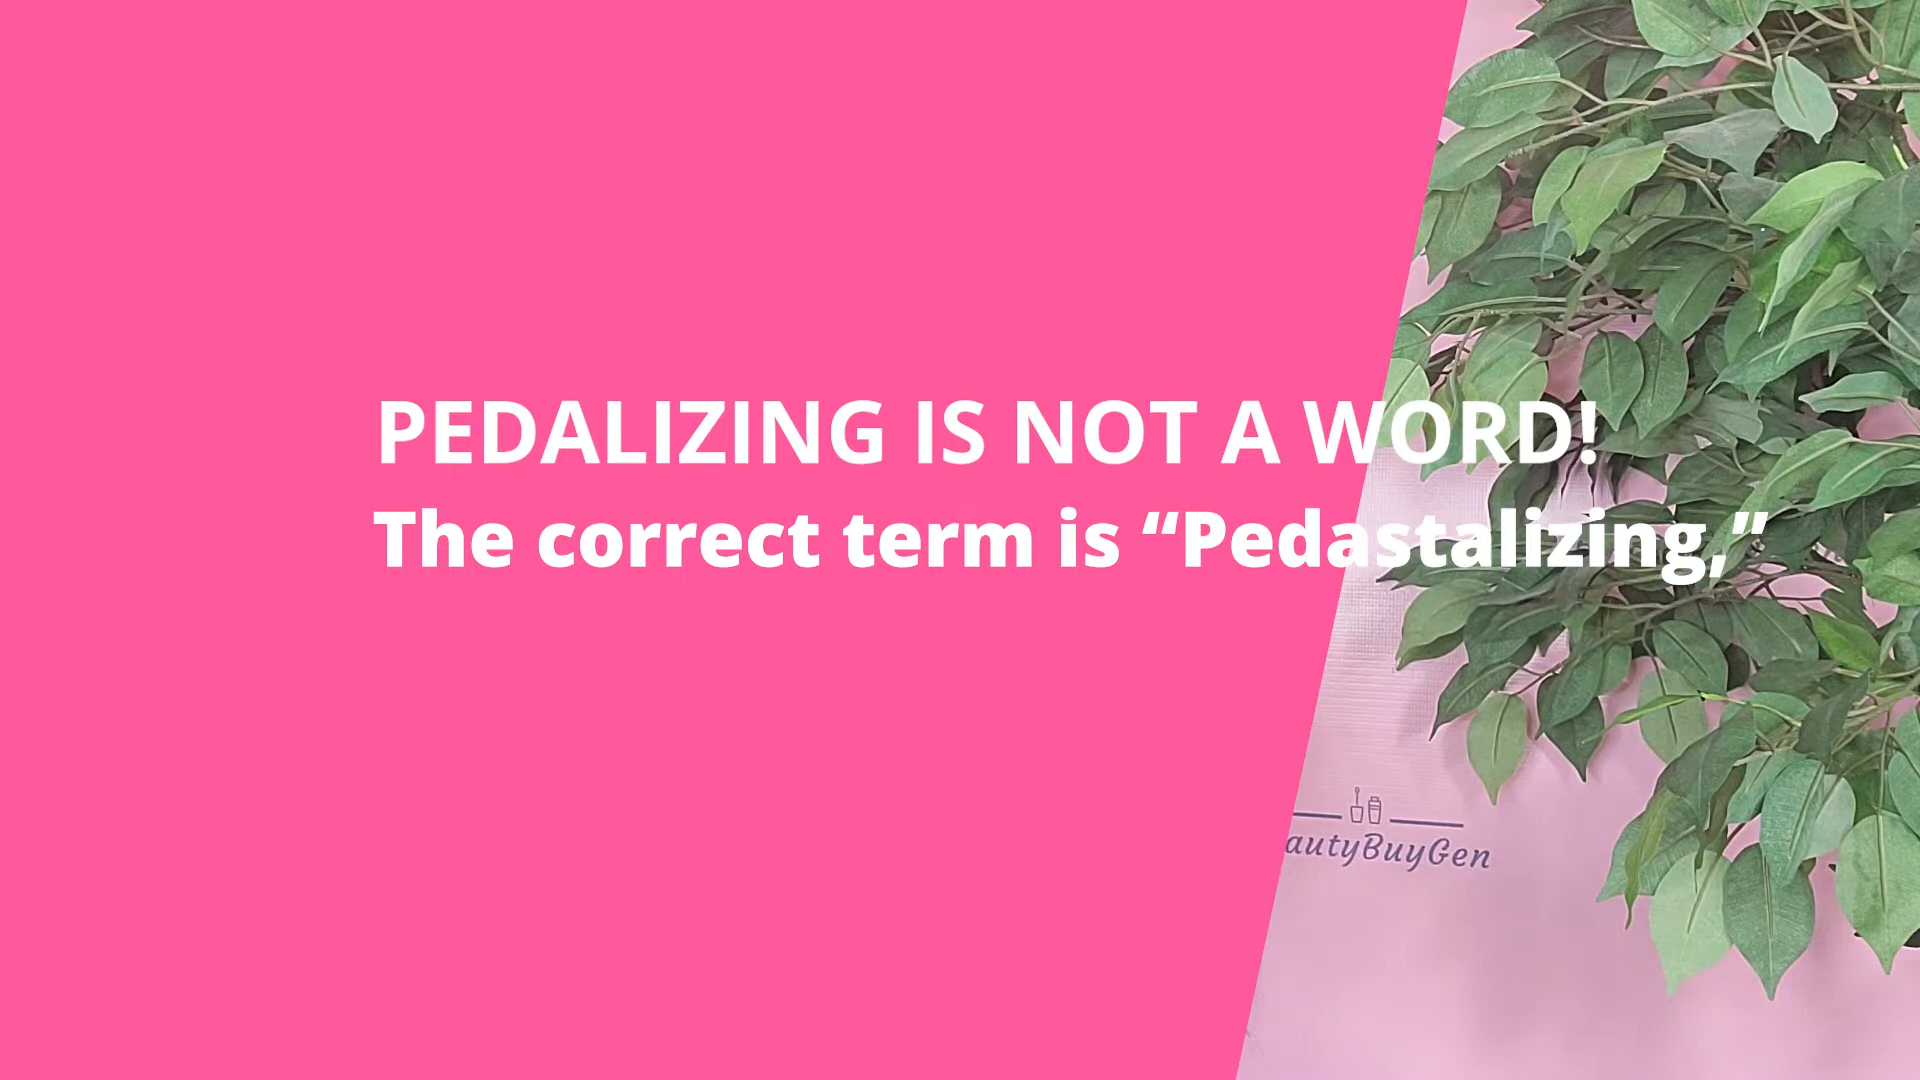 PEDALIZING IS NOT A WORD!
The correct term is “Pedastalizing,”
autyBuyGen